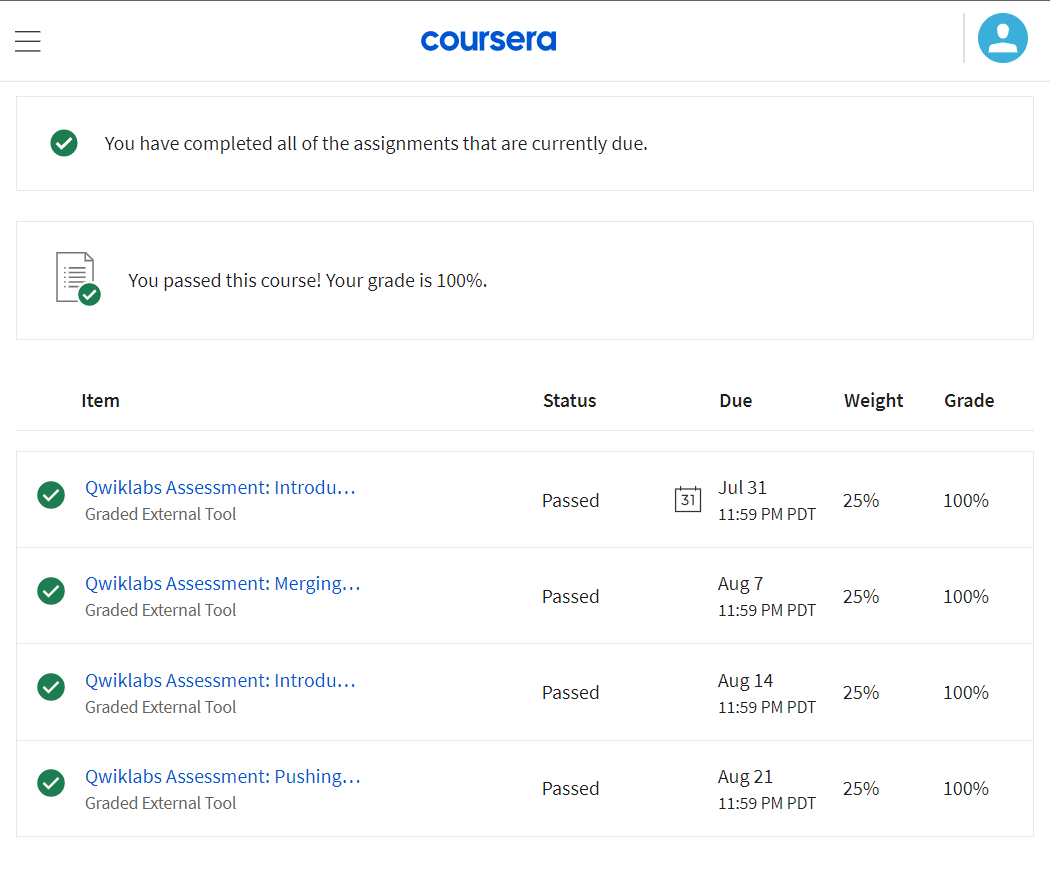 coursera
You have completed all of the assignments that are currently due.
You passed this course! Your grade is 100%.
Item Status Due Weight Grade
Qwiklabs Assessment: Introdu…
Graded External Tool
Passed
31
Jul 31
11:59 PM PDT
25%
100%
Qwiklabs Assessment: Merging…
Graded External Tool
Passed
Aug 7
11:59 PM PDT
25%
100%
Qwiklabs Assessment: Introdu…
Graded External Tool
Passed
Aug 14
11:59 PM PDT
25%
100%
Qwiklabs Assessment: Pushing…
Graded External Tool
Passed
Aug 21
11:59 PM PDT
25%
100%